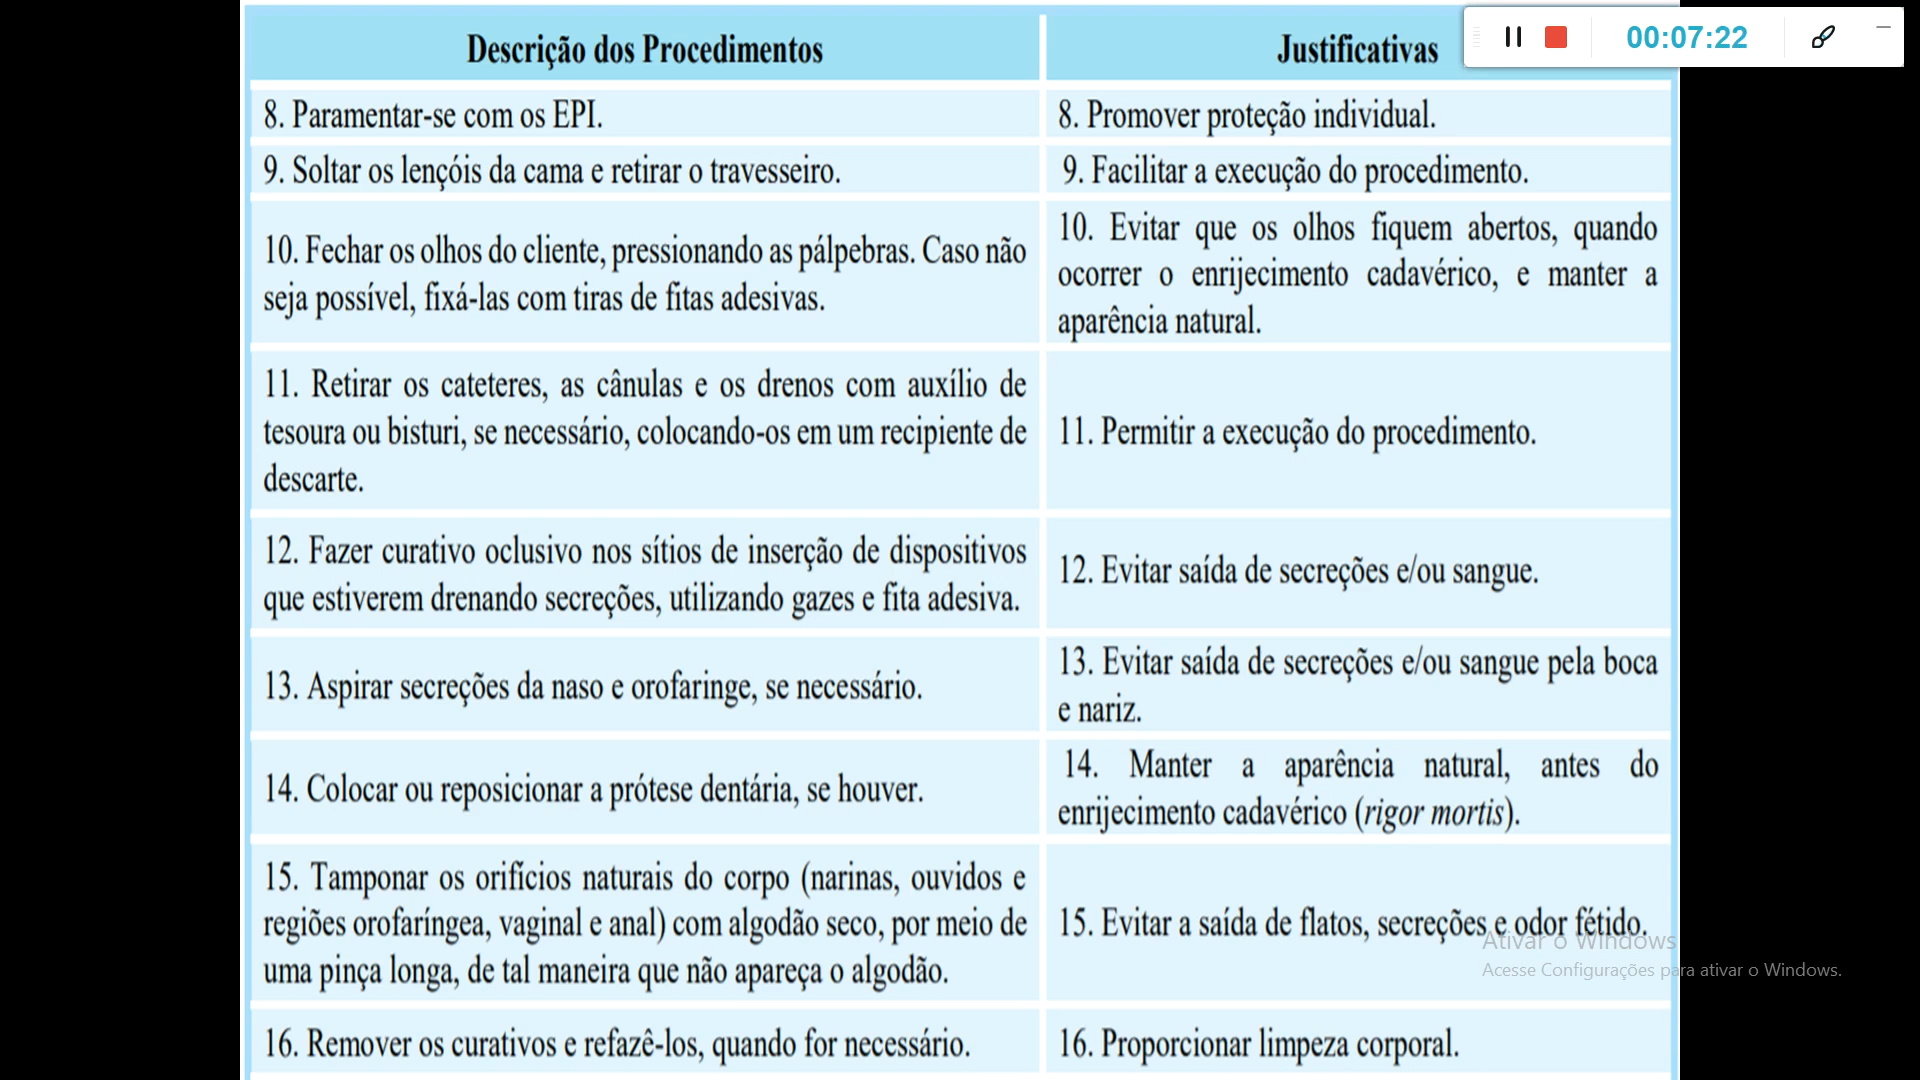 Descrição dos Procedimentos
Justificativas
00:07:22
8. Paramentar-se com os EPI.
8. Promover proteção individual.
9. Soltar os lençóis da cama e retirar o travesseiro.
9. Facilitar a execução do procedimento.
10. Fechar os olhos do cliente, pressionando as pálpebras. Caso não
seja possível, fixá-las com tiras de fitas adesivas.
10. Evitar que os olhos fiquem abertos, quando
ocorrer o enrijecimento cadavérico, e manter a
aparência natural.
11. Retirar os cateteres, as cânulas e os drenos com auxílio de
tesoura ou bisturi, se necessário, colocando-os em um recipiente de
descarte.
11. Permitir a execução do procedimento.
12. Fazer curativo oclusivo nos sítios de inserção de dispositivos
que estiverem drenando secreções, utilizando gazes e fita adesiva.
12. Evitar saída de secreções e/ou sangue.
13. Aspirar secreções da naso e orofaringe, se necessário.
13. Evitar saída de secreções e/ou sangue pela boca
e nariz.
14. Colocar ou reposicionar a prótese dentária, se houver.
14. Manter a aparência natural, antes do
enrijecimento cadavérico (rigor mortis).
15. Tamponar os orifícios naturais do corpo (narinas, ouvidos e
regiões orofaríngea, vaginal e anal) com algodão seco, por meio de
uma pinça longa, de tal maneira que não apareça o algodão.
15. Evitar a saída de flatos, secreções e odor fétido.
Ativar o Windows
Acesse Configurações para ativar o Windows.
16. Remover os curativos e refazê-los, quando for necessário.
16. Proporcionar limpeza corporal.